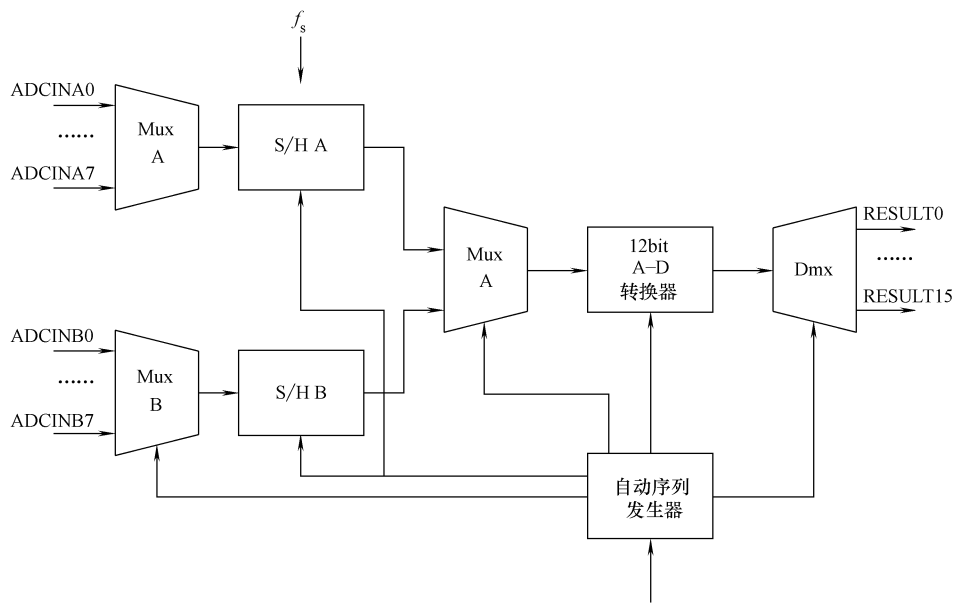 fs
ADCINA0
……
ADCINA7
Mux
A
S/H A
ADCINB0
……
ADCINB7
Mux
B
S/H B
Mux
A
12bit
A-D
转换器
Dmx
RESULT0
……
RESULT15
自动序列
发生器